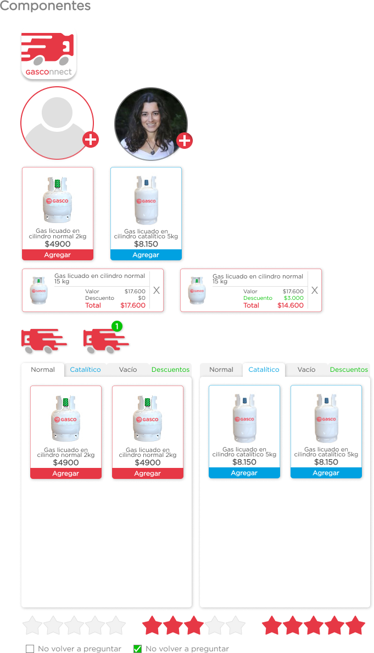 Componentes
GASCOnnect
GASCO
GASCO
Gas licuado en
cilindro normal 2kg
$4900
Agregar
Gas licuado en
cilindro catalítico 5kg
$8.150
Agregar
Gas licuado en cilindro normal
15 kg
Valor $17.600
Descuento $0
Total $17.600
X
Gas licuado en cilindro normal
15 kg
Valor $17.600
Descuento $3.000
Total $14.600
X
1
Normal Catalítico Vacío Descuentos
GASCO
GASCO
Gas licuado en
cilindro normal 2kg
$4900
Agregar
Gas licuado en
cilindro normal 2kg
$4900
Agregar
Normal Catalítico Vacío Descuentos
GASCO
GASCO
Gas licuado en
cilindro catalítico 5kg
$8.150
Agregar
Gas licuado en
cilindro catalítico 5kg
$8.150
Agregar
No volver a preguntar
No volver a preguntar